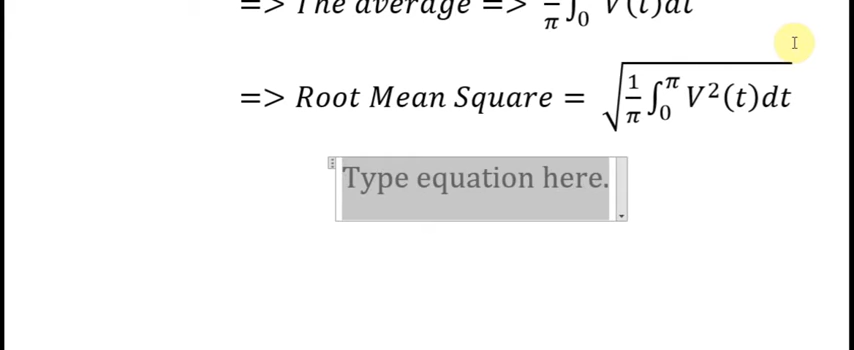 => The average => 1/π ∫₀ V(t)dt
=> Root Mean Square = √(1/π ∫₀^π V²(t)dt)
Type equation here.